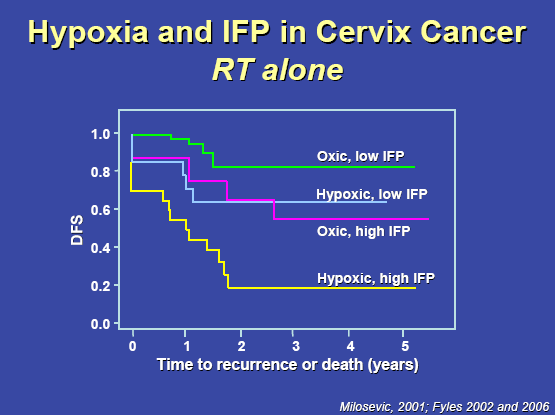 Hypoxia and IFP in Cervix Cancer
RT alone
1.0
0.8
0.6
0.4
0.2
0.0
DFS
Oxic, low IFP
Hypoxic, low IFP
Oxic, high IFP
Hypoxic, high IFP
0 1 2 3 4 5
Time to recurrence or death (years)
Milosevic, 2001; Fyles 2002 and 2006